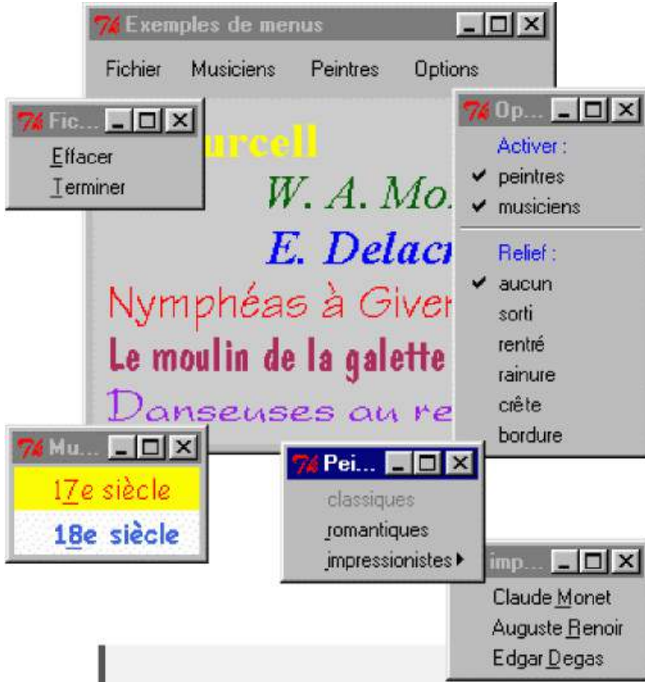 Exemples de menus
Fichier Musiciens Peintres Options
Fic...
Effacer
Terminer
urcell
W. A. Mo
E. Delac
Nymphéas à Giver
Le moulin de la galette
Danseuses au re
Op...
Activer :
peintres
musiciens
Relief :
aucun
sorti
rentré
rainure
crête
bordure
Mu...
17e siècle
18e siècle
Pei...
classiques
romantiques
impressionistes
imp...
Claude Monet
Auguste Renoir
Edgar Degas